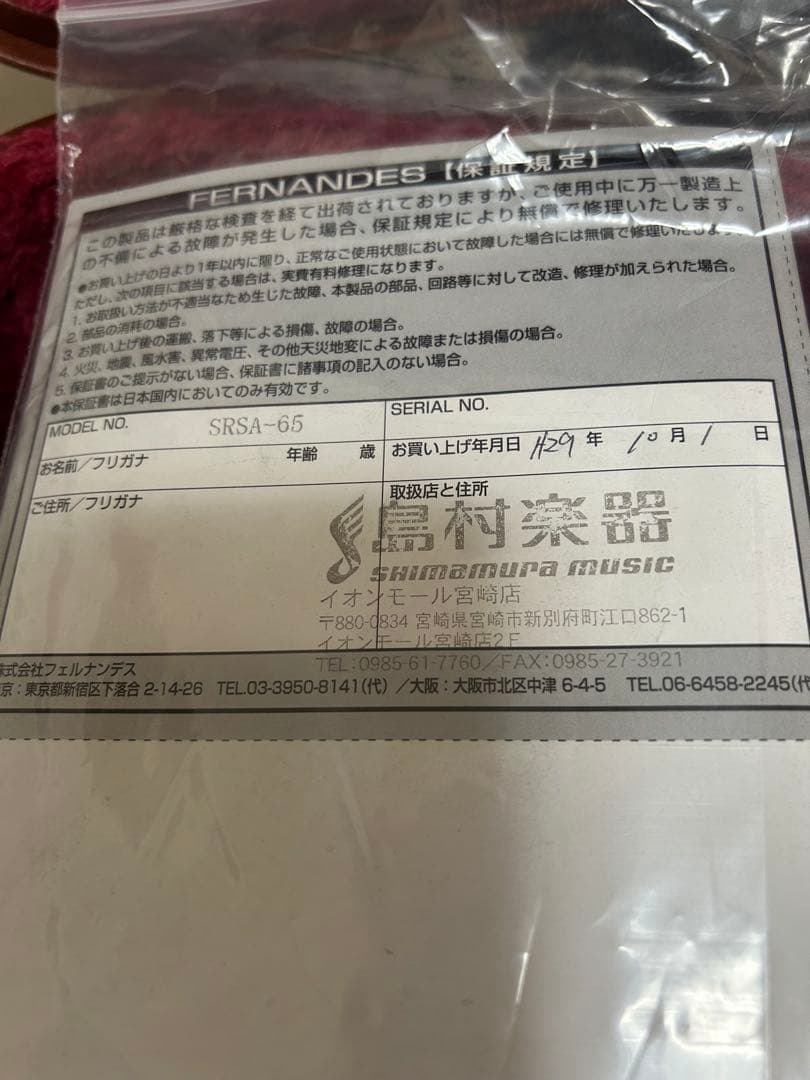 FERNANDES【保証規定】
この製品は厳格な検査を経て出荷されておりますが、ご使用中に万一製造上
の不備による故障が発生した場合、保証規定により無償で修理いたします。
●お買い上げの日より1年以内に限り、正常なご使用状態において故障した場合には無償で修理いたします。
ただし、次の項目に該当する場合は、実費有料修理になります。
1. お取扱い方法が不適当なため生じた故障、本製品の部品、回路等に対して改造、修理が加えられた場合。
2. 部品の消耗の場合。
3. お買い上げ後の運搬、落下等による損傷、故障の場合。
4. 火災、地震、風水害、異常電圧、その他天災地変による故障または損傷の場合。
5. 保証書のご提示がない場合、保証書に諸事項の記入のない場合。
●本保証書は日本国内においてのみ有効です。
MODEL NO. SRSA-65 SERIAL NO.
お名前/フリガナ 年齢 歳 お買い上げ年月日 H29 年 10 月 1 日
ご住所/フリガナ 取扱店と住所
島村楽器
SHIMAMURA MUSIC
イオンモール宮崎店
〒880-0834 宮崎県宮崎市新別府町江口862-1
イオンモール宮崎店2F
TEL:0985-61-7760/FAX:0985-27-3921
株式会社フェルナンデス
京：東京都新宿区下落合 2-14-26 TEL.03-3950-8141(代) /大阪：大阪市北区中津 6-4-5 TEL.06-6458-2245(代